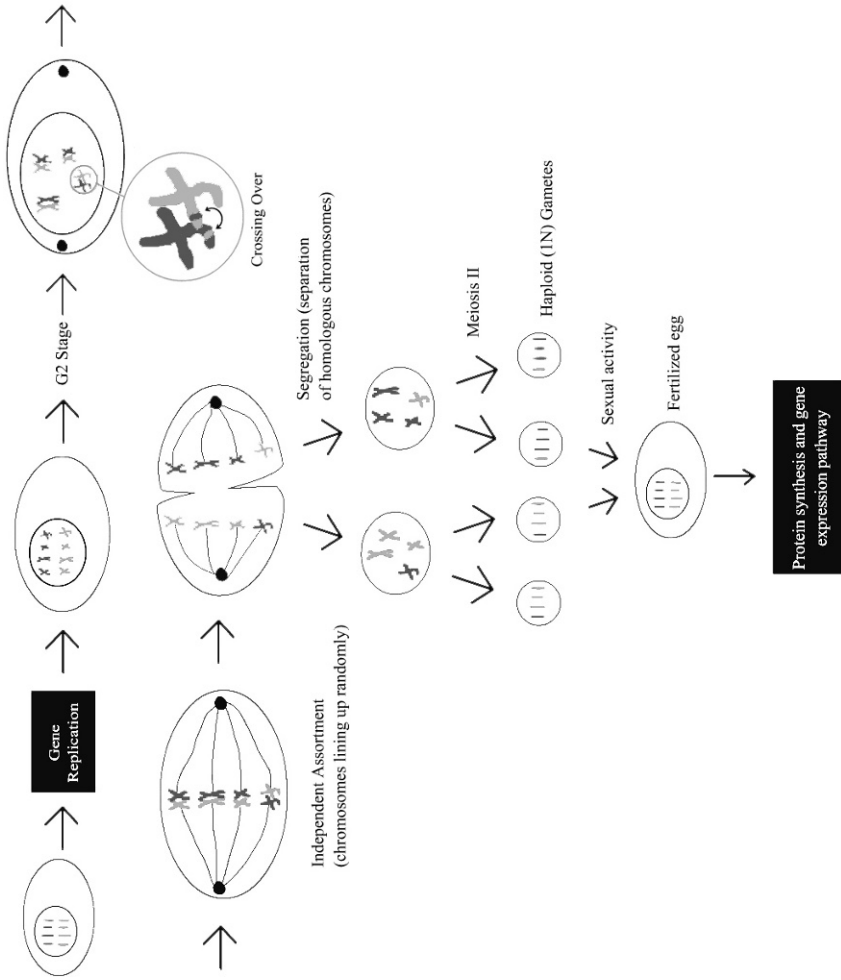 Gene
Replication
G2 Stage
Crossing Over
Independent Assortment
(chromosomes lining up randomly)
Segregation (separation
of homologous chromosomes)
Meiosis II
Haploid (1N) Gametes
Sexual activity
Fertilized egg
Protein synthesis and gene
expression pathway